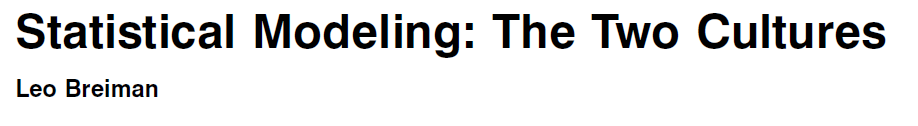 Statistical Modeling: The Two Cultures
Leo Breiman